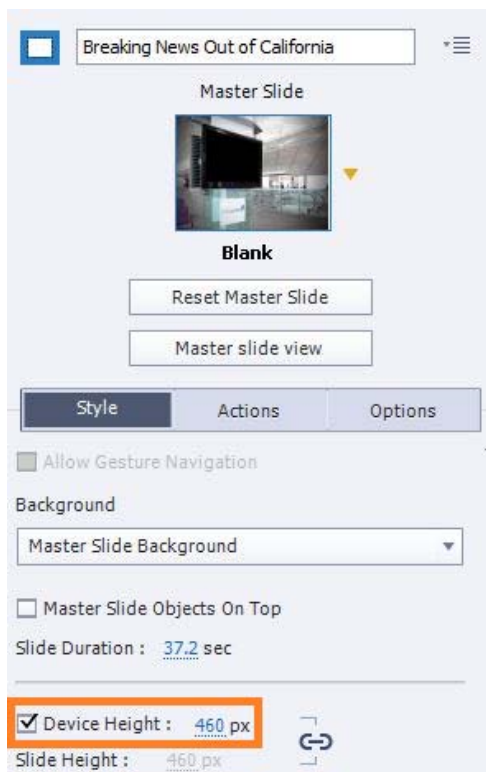 Breaking News Out of California
Master Slide
Blank
Reset Master Slide
Master slide view
Style Actions Options
Allow Gesture Navigation
Background
Master Slide Background
Master Slide Objects On Top
Slide Duration : 37.2 sec
Device Height : 460 px
Slide Height : 460 px